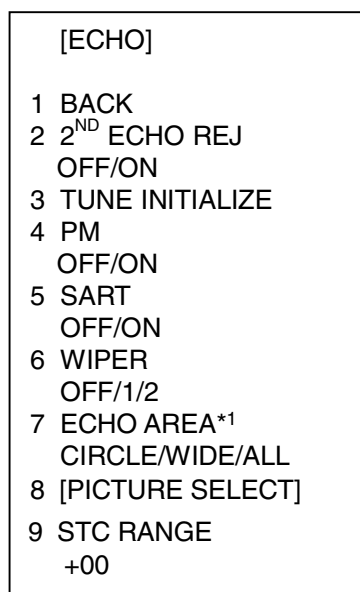 [ECHO]
1 BACK
2 2ND ECHO REJ
OFF/ON
3 TUNE INITIALIZE
4 PM
OFF/ON
5 SART
OFF/ON
6 WIPER
OFF/1/2
7 ECHO AREA*1
CIRCLE/WIDE/ALL
8 [PICTURE SELECT]
9 STC RANGE
+00